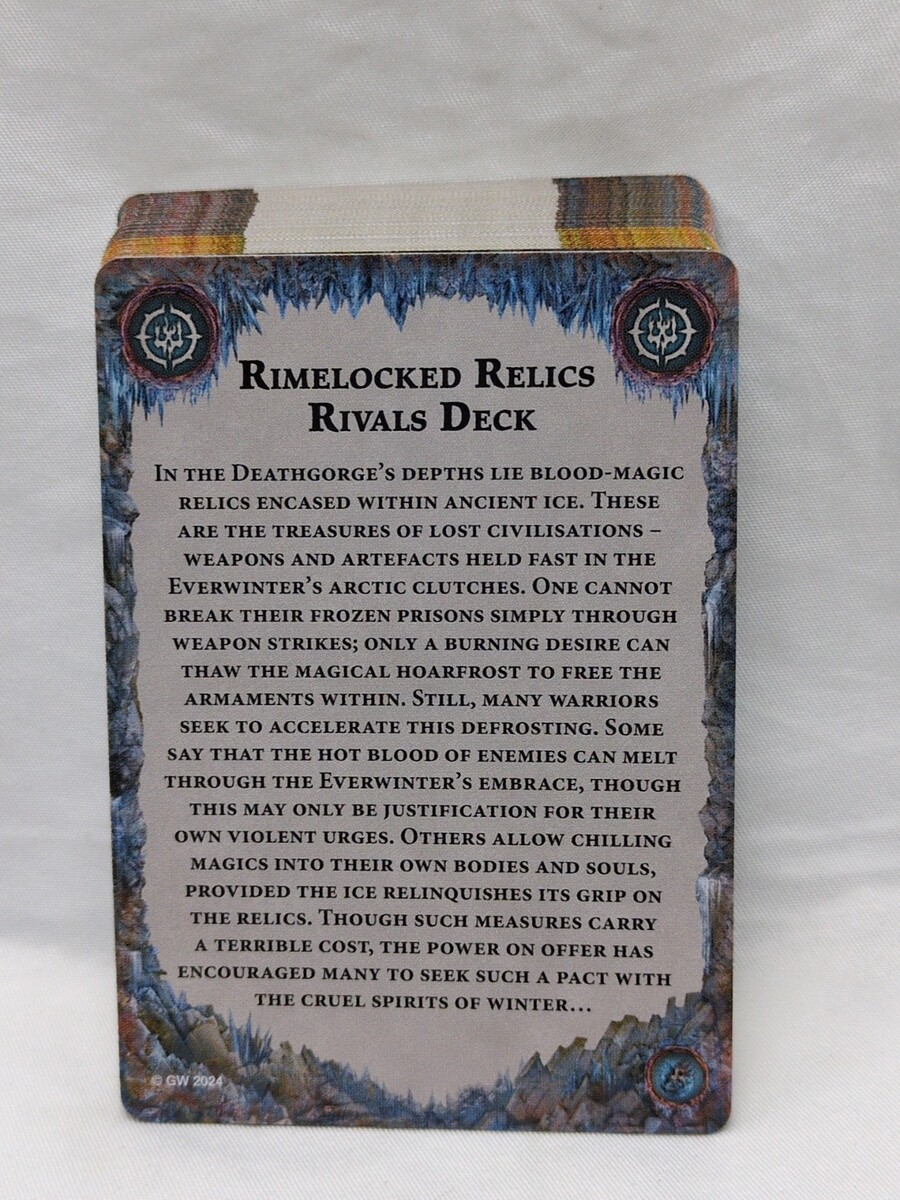 Rimelocked Relics
Rivals Deck
In the Deathgorge's depths lie blood-magic
relics encased within ancient ice. These
are the treasures of lost civilisations –
weapons and artefacts held fast in the
Everwinter's arctic clutches. One cannot
break their frozen prisons simply through
weapon strikes; only a burning desire can
thaw the magical hoarfrost to free the
armaments within. Still, many warriors
seek to accelerate this defrosting. Some
say that the hot blood of enemies can melt
through the Everwinter's embrace, though
this may only be justification for their
own violent urges. Others allow chilling
magics into their own bodies and souls,
provided the ice relinquishes its grip on
the relics. Though such measures carry
a terrible cost, the power on offer has
encouraged many to seek such a pact with
the cruel spirits of winter...
© GW 2024